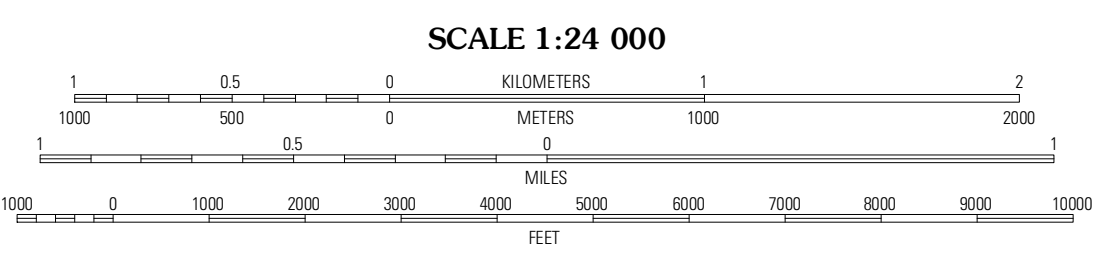 SCALE 1:24 000
1 0.5 0 KILOMETERS 1 2
1000 500 0 METERS 1000 2000
1 0.5 0 1
MILES
1000 0 1000 2000 3000 4000 5000 6000 7000 8000 9000 10000
FEET